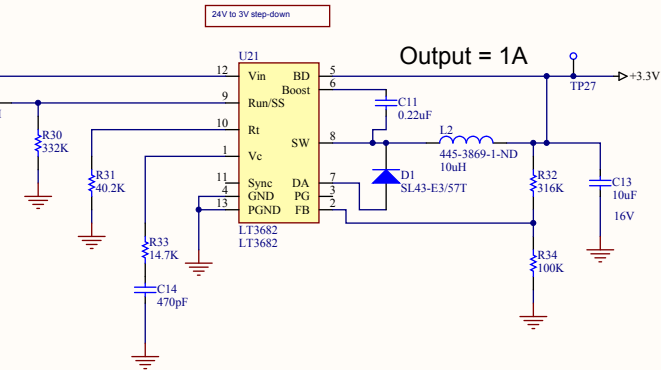 24V to 3V step-down
U21
Output = 1A
12 Vin BD 5
Boost 6
9 Run/SS
10 Rt
SW 8
1 Vc
11 Sync DA 7
4 GND PG 3
13 PGND FB 2
LT3682
LT3682
TP27
+3.3V
C11
0.22uF
L2
445-3869-1-ND
10uH
D1
SL43-E3/57T
R30
332K
R31
40.2K
R32
316K
C13
10uF
16V
R33
14.7K
R34
100K
C14
470pF